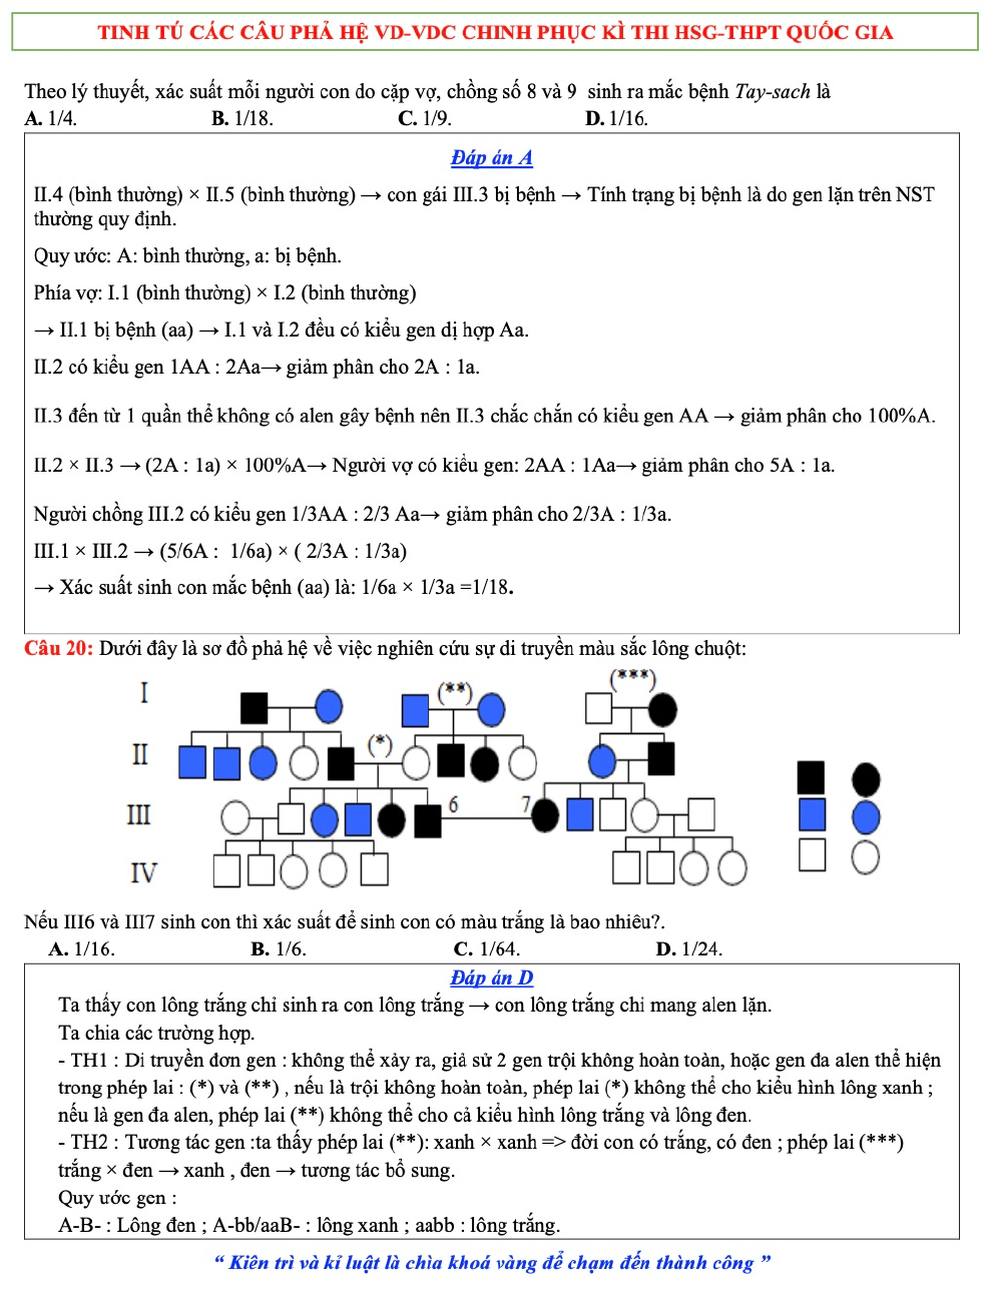 TINH TÚ CÁC CÂU PHẢ HỆ VD-VDC CHINH PHỤC KÌ THI HSG-THPT QUỐC GIA
Theo lý thuyết, xác suất mỗi người con do cặp vợ, chồng số 8 và 9 sinh ra mắc bệnh Tay-sach là
A. 1/4. B. 1/18. C. 1/9. D. 1/16.
Đáp án A
II.4 (bình thường) × II.5 (bình thường) → con gái III.3 bị bệnh → Tính trạng bị bệnh là do gen lặn trên NST
thường quy định.
Quy ước: A: bình thường, a: bị bệnh.
Phía vợ: I.1 (bình thường) × I.2 (bình thường)
→ II.1 bị bệnh (aa) → I.1 và I.2 đều có kiểu gen dị hợp Aa.
II.2 có kiểu gen 1AA : 2Aa→ giảm phân cho 2A : 1a.
II.3 đến từ 1 quần thể không có alen gây bệnh nên II.3 chắc chắn có kiểu gen AA → giảm phân cho 100%A.
II.2 × II.3 → (2A : 1a) × 100%A→ Người vợ có kiểu gen: 2AA : 1Aa→ giảm phân cho 5A : 1a.
Người chồng III.2 có kiểu gen 1/3AA : 2/3 Aa→ giảm phân cho 2/3A : 1/3a.
III.1 × III.2 → (5/6A : 1/6a) × ( 2/3A : 1/3a)
→ Xác suất sinh con mắc bệnh (aa) là: 1/6a × 1/3a =1/18.
Câu 20: Dưới đây là sơ đồ phả hệ về việc nghiên cứu sự di truyền màu sắc lông chuột:
I (**) (***)
II (*)
III 6 7
IV
Nếu III6 và III7 sinh con thì xác suất để sinh con có màu trắng là bao nhiêu?.
A. 1/16. B. 1/6. C. 1/64. D. 1/24.
Đáp án D
Ta thấy con lông trắng chỉ sinh ra con lông trắng → con lông trắng chi mang alen lặn.
Ta chia các trường hợp.
- TH1 : Di truyền đơn gen : không thể xảy ra, giả sử 2 gen trội không hoàn toàn, hoặc gen đa alen thể hiện
trong phép lai : (*) và (**) , nếu là trội không hoàn toàn, phép lai (*) không thể cho kiểu hình lông xanh ;
nếu là gen đa alen, phép lai (**) không thể cho cả kiểu hình lông trắng và lông đen.
- TH2 : Tương tác gen :ta thấy phép lai (**): xanh × xanh => đời con có trắng, có đen ; phép lai (***)
trắng × đen → xanh , đen → tương tác bổ sung.
Quy ước gen :
A-B- : Lông đen ; A-bb/aaB- : lông xanh ; aabb : lông trắng.
“ Kiên trì và kỉ luật là chìa khoá vàng để chạm đến thành công ”